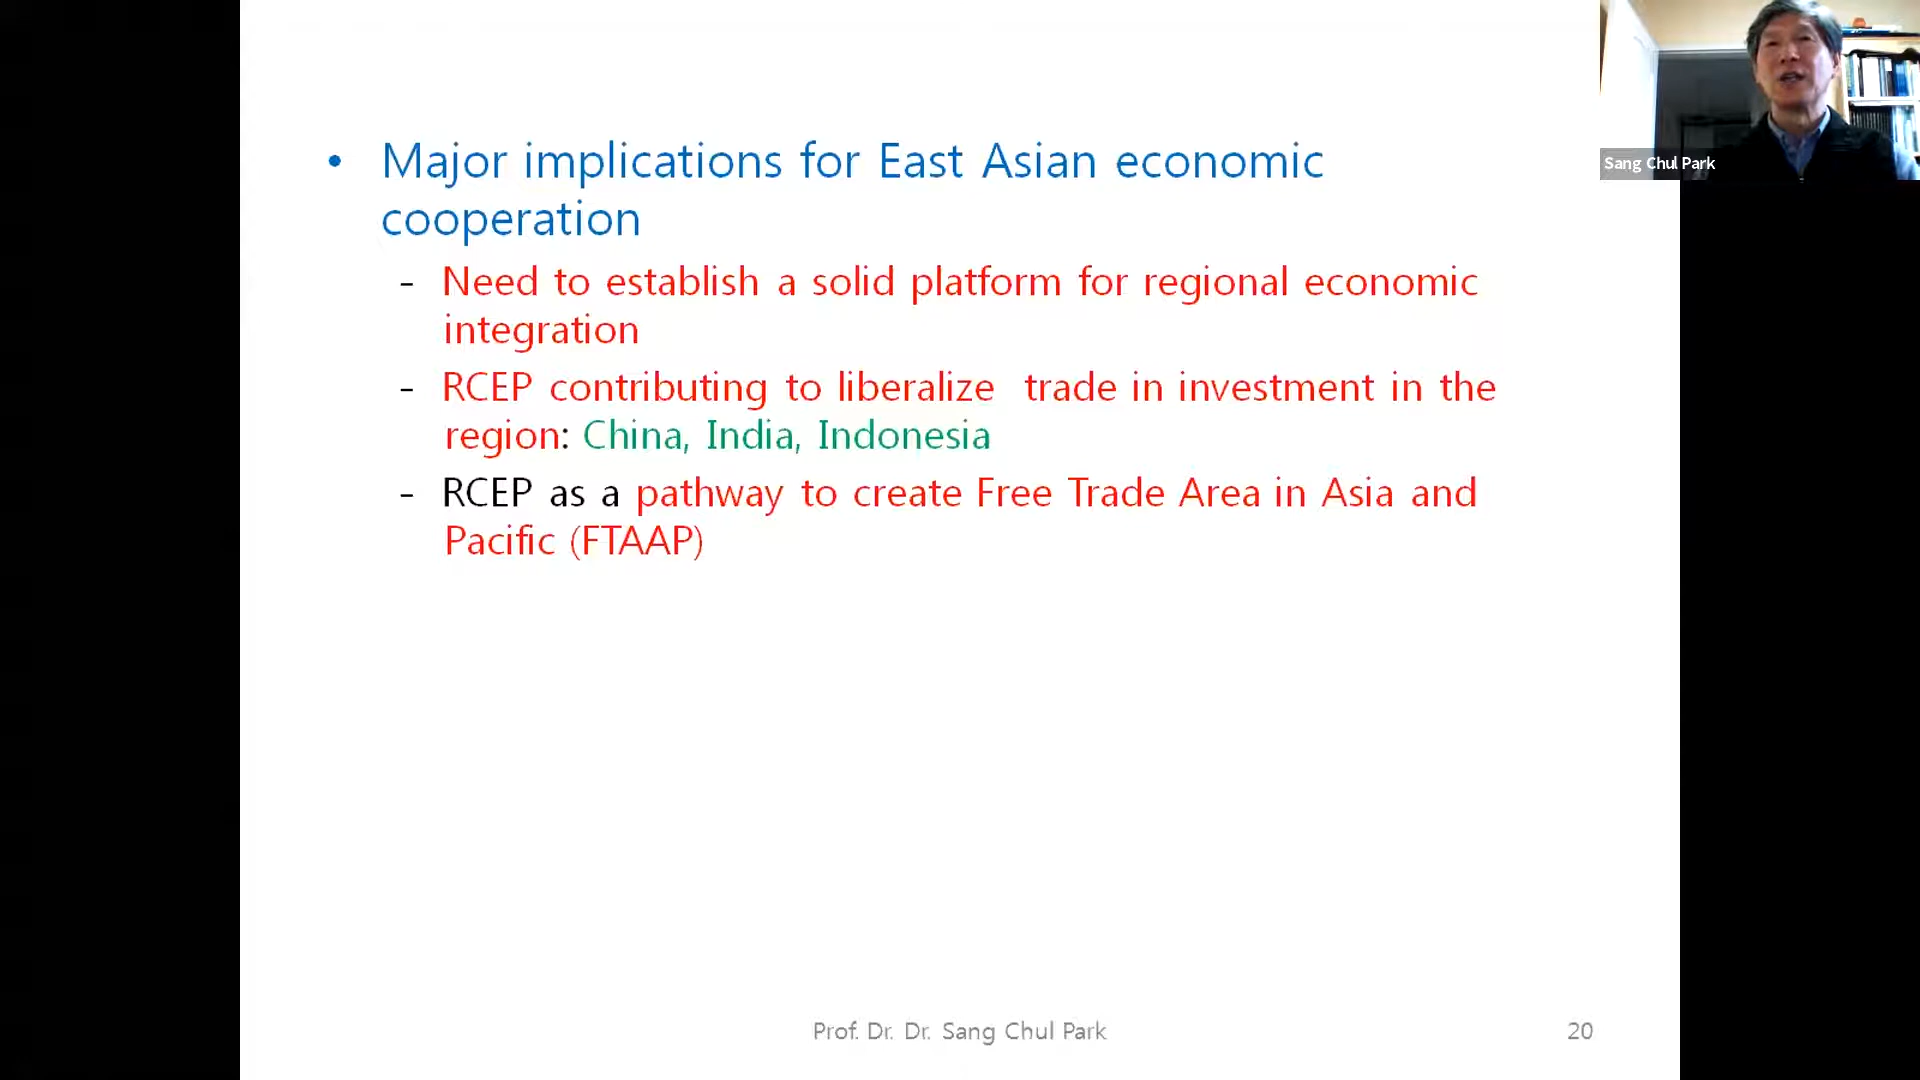 • Major implications for East Asian economic
cooperation
- Need to establish a solid platform for regional economic
integration
- RCEP contributing to liberalize trade in investment in the
region: China, India, Indonesia
- RCEP as a pathway to create Free Trade Area in Asia and
Pacific (FTAAP)
Sang Chul Park
Prof. Dr. Dr. Sang Chul Park
20